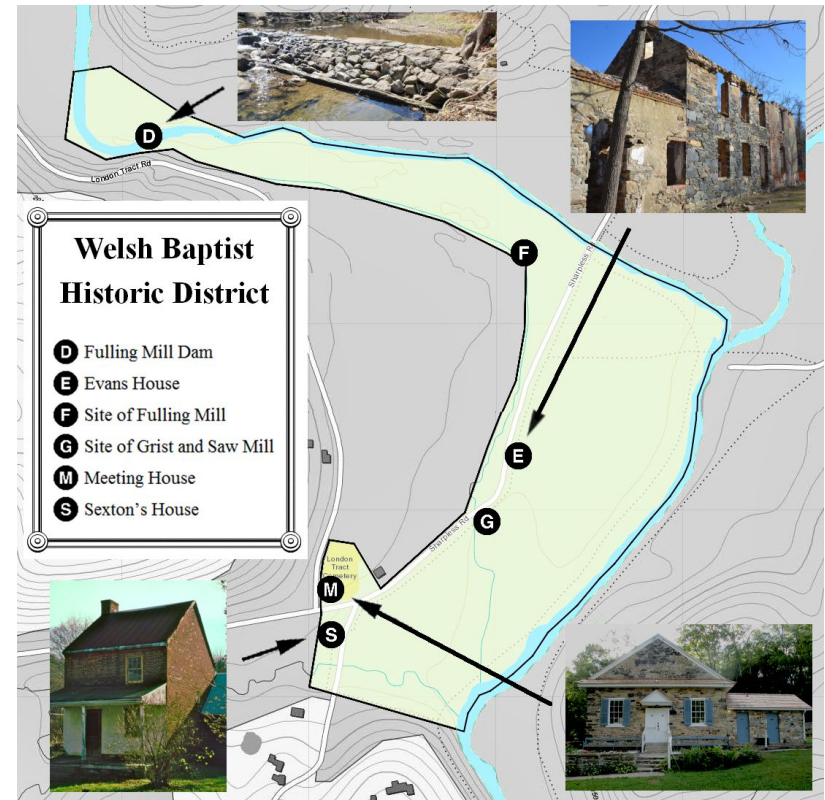 D
London Tract Rd
F
Sharpless Rd
Welsh Baptist
Historic District
D Fulling Mill Dam
E Evans House
F Site of Fulling Mill
G Site of Grist and Saw Mill
M Meeting House
S Sexton's House
E
G
Sharpless Rd
London
Tract
Cemetery
M
S